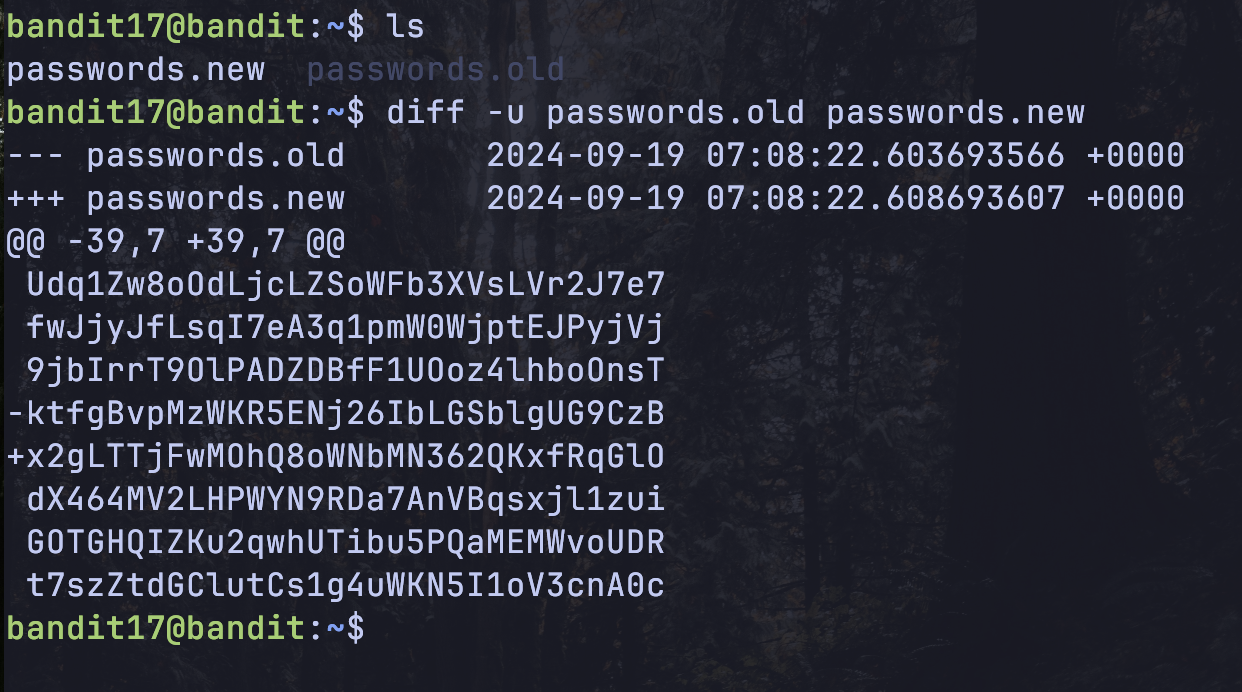 bandit17@bandit:~$ ls
passwords.new  passwords.old
bandit17@bandit:~$ diff -u passwords.old passwords.new
--- passwords.old       2024-09-19 07:08:22.603693566 +0000
+++ passwords.new       2024-09-19 07:08:22.608693607 +0000
@@ -39,7 +39,7 @@
 Udq1Zw8oOdLjcLZSoWFb3XVsLVr2J7e7
 fwJjyJfLsqI7eA3q1pmW0WjptEJPyjVj
 9jbIrrT9OlPADZDBfF1UOoz4lhboOnsT
-ktfgBvpMzWKR5ENj26IbLGSblgUG9CzB
+x2gLTTjFwMOhQ8oWNbMN362QKxfRqGlO
 dX464MV2LHPWYN9RDa7AnVBqsxjl1zui
 GOTGHQIZKu2qwhUTibu5PQaMEMWvoUDR
 t7szZtdGClutCs1g4uWKN5I1oV3cnA0c
bandit17@bandit:~$